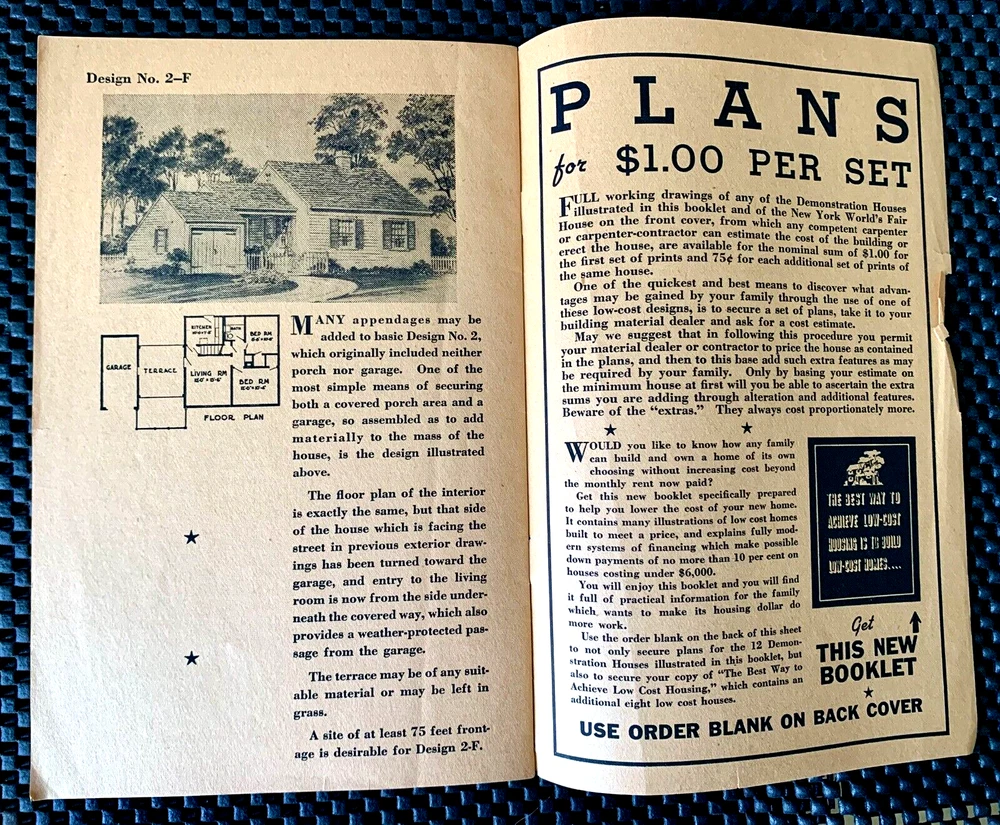 Design No. 2–F
KITCHEN
BATH
BED RM
GARAGE
TERRACE
LIVING RM
15'-0" x 15'-6"
BED RM
FLOOR PLAN
MANY appendages may be
added to basic Design No. 2,
which originally included neither
porch nor garage. One of the
most simple means of securing
both a covered porch area and a
garage, so assembled as to add
materially to the mass of the
house, is the design illustrated
above.
The floor plan of the interior
is exactly the same, but that side
of the house which is facing the
street in previous exterior draw-
ings has been turned toward the
garage, and entry to the living
room is now from the side under-
neath the covered way, which also
provides a weather-protected pas-
sage from the garage.
The terrace may be of any suit-
able material or may be left in
grass.
A site of at least 75 feet front-
age is desirable for Design 2-F.
PLANS
for $1.00 PER SET
FULL working drawings of any of the Demonstration Houses
illustrated in this booklet and of the New York World's Fair
House on the front cover, from which any competent carpenter
or carpenter-contractor can estimate the cost of the building or
erect the house, are available for the nominal sum of $1.00 for
the first set of prints and 75¢ for each additional set of prints of
the same house.
One of the quickest and best means to discover what advan-
tages may be gained by your family through the use of one of
these low-cost designs, is to secure a set of plans, take it to your
building material dealer and ask for a cost estimate.
May we suggest that in following this procedure you permit
your material dealer or contractor to price the house as contained
in the plans, and then to this base add such extra features as may
be required by your family. Only by basing your estimate on
the minimum house at first will you be able to ascertain the extra
sums you are adding through alteration and additional features.
Beware of the "extras." They always cost proportionately more.
WOULD you like to know how any family
can build and own a home of its own
choosing without increasing cost beyond
the monthly rent now paid?
Get this new booklet specifically prepared
to help you lower the cost of your new home.
It contains many illustrations of low cost homes
built to meet a price, and explains fully mod-
ern systems of financing which make possible
down payments of no more than 10 per cent on
houses costing under $6,000.
You will enjoy this booklet and you will find
it full of practical information for the family
which wants to make its housing dollar do
more work.
Use the order blank on the back of this sheet
to not only secure plans for the 12 Demon-
stration Houses illustrated in this booklet, but
also to secure your copy of "The Best Way to
Achieve Low Cost Housing," which contains an
additional eight low cost houses.
THE BEST WAY TO
ACHIEVE LOW-COST
HOUSING IS TO BUILD
LOW-COST HOMES....
Get
THIS NEW
BOOKLET
USE ORDER BLANK ON BACK COVER